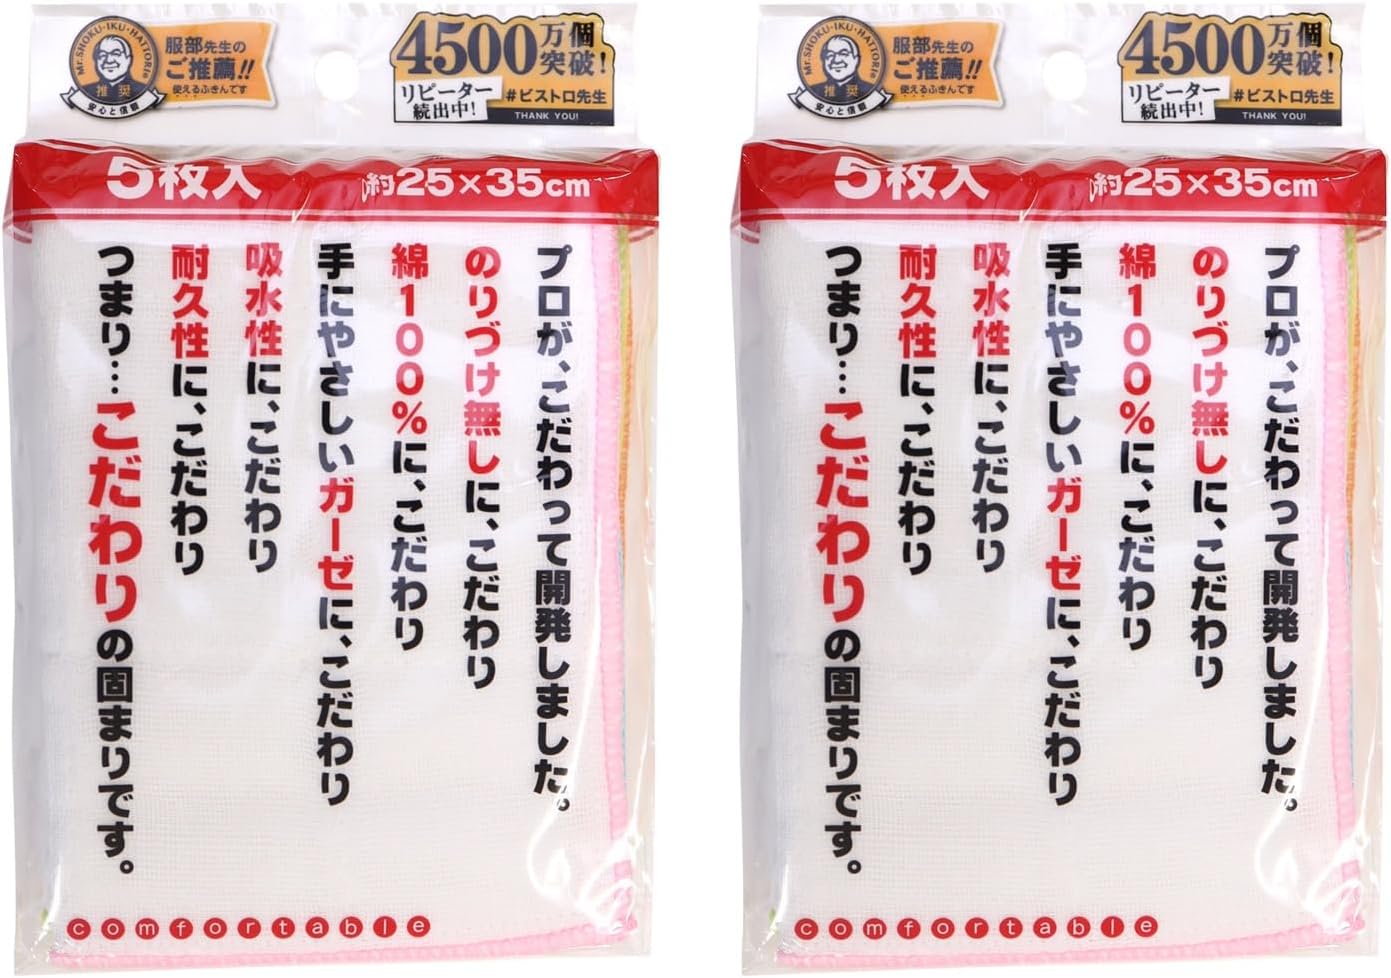 Mr.SHOKU-IKU・HATTORIs
推奨
安心と信頼
服部先生の
ご推薦!!
使えるふきんです
4500万個
突破!
リピーター
続出中!
#ビストロ先生
THANK YOU!
5枚入
約25×35cm
プロが、こだわって開発しました。
のりづけ無しに、こだわり
綿100%に、こだわり
手にやさしいガーゼに、こだわり
吸水性に、こだわり
耐久性に、こだわり
つまり…こだわりの固まりです。
comfortable
Mr.SHOKU-IKU・HATTORIs
推奨
安心と信頼
服部先生の
ご推薦!!
使えるふきんです
4500万個
突破!
リピーター
続出中!
#ビストロ先生
THANK YOU!
5枚入
約25×35cm
プロが、こだわって開発しました。
のりづけ無しに、こだわり
綿100%に、こだわり
手にやさしいガーゼに、こだわり
吸水性に、こだわり
耐久性に、こだわり
つまり…こだわりの固まりです。
comfortable